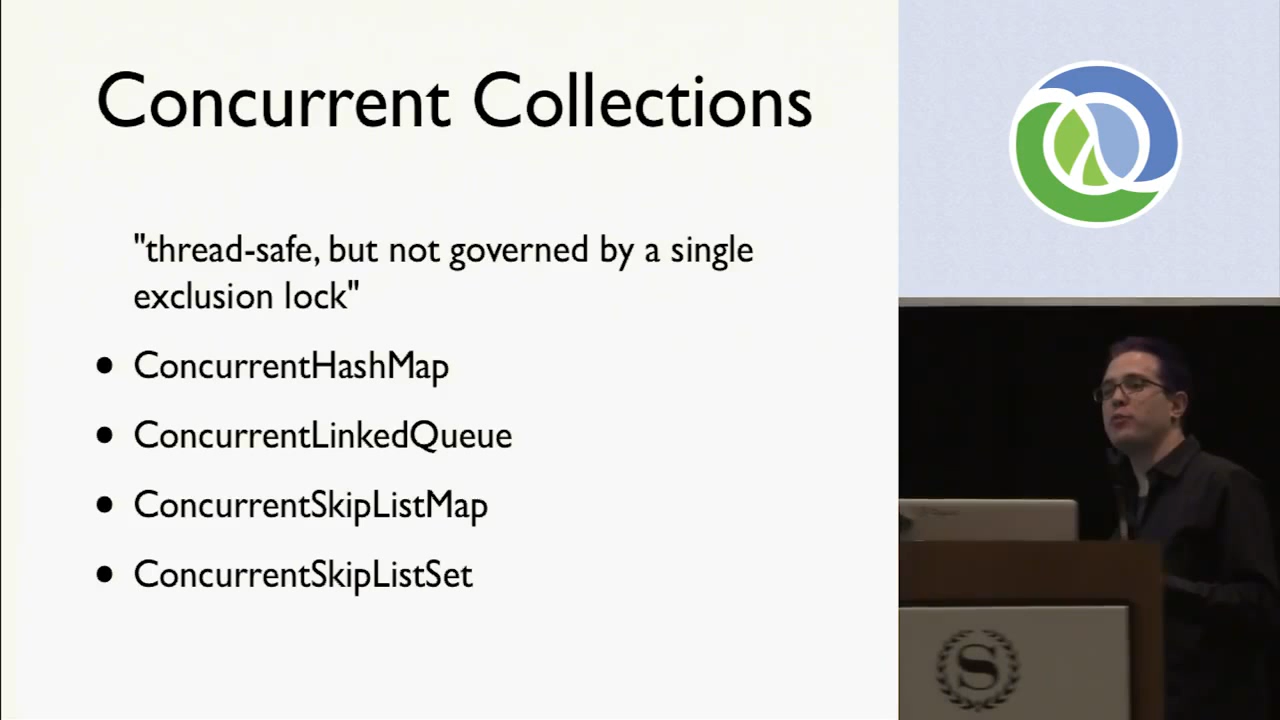 Concurrent Collections
"thread-safe, but not governed by a single
exclusion lock"
• ConcurrentHashMap
• ConcurrentLinkedQueue
• ConcurrentSkipListMap
• ConcurrentSkipListSet
S